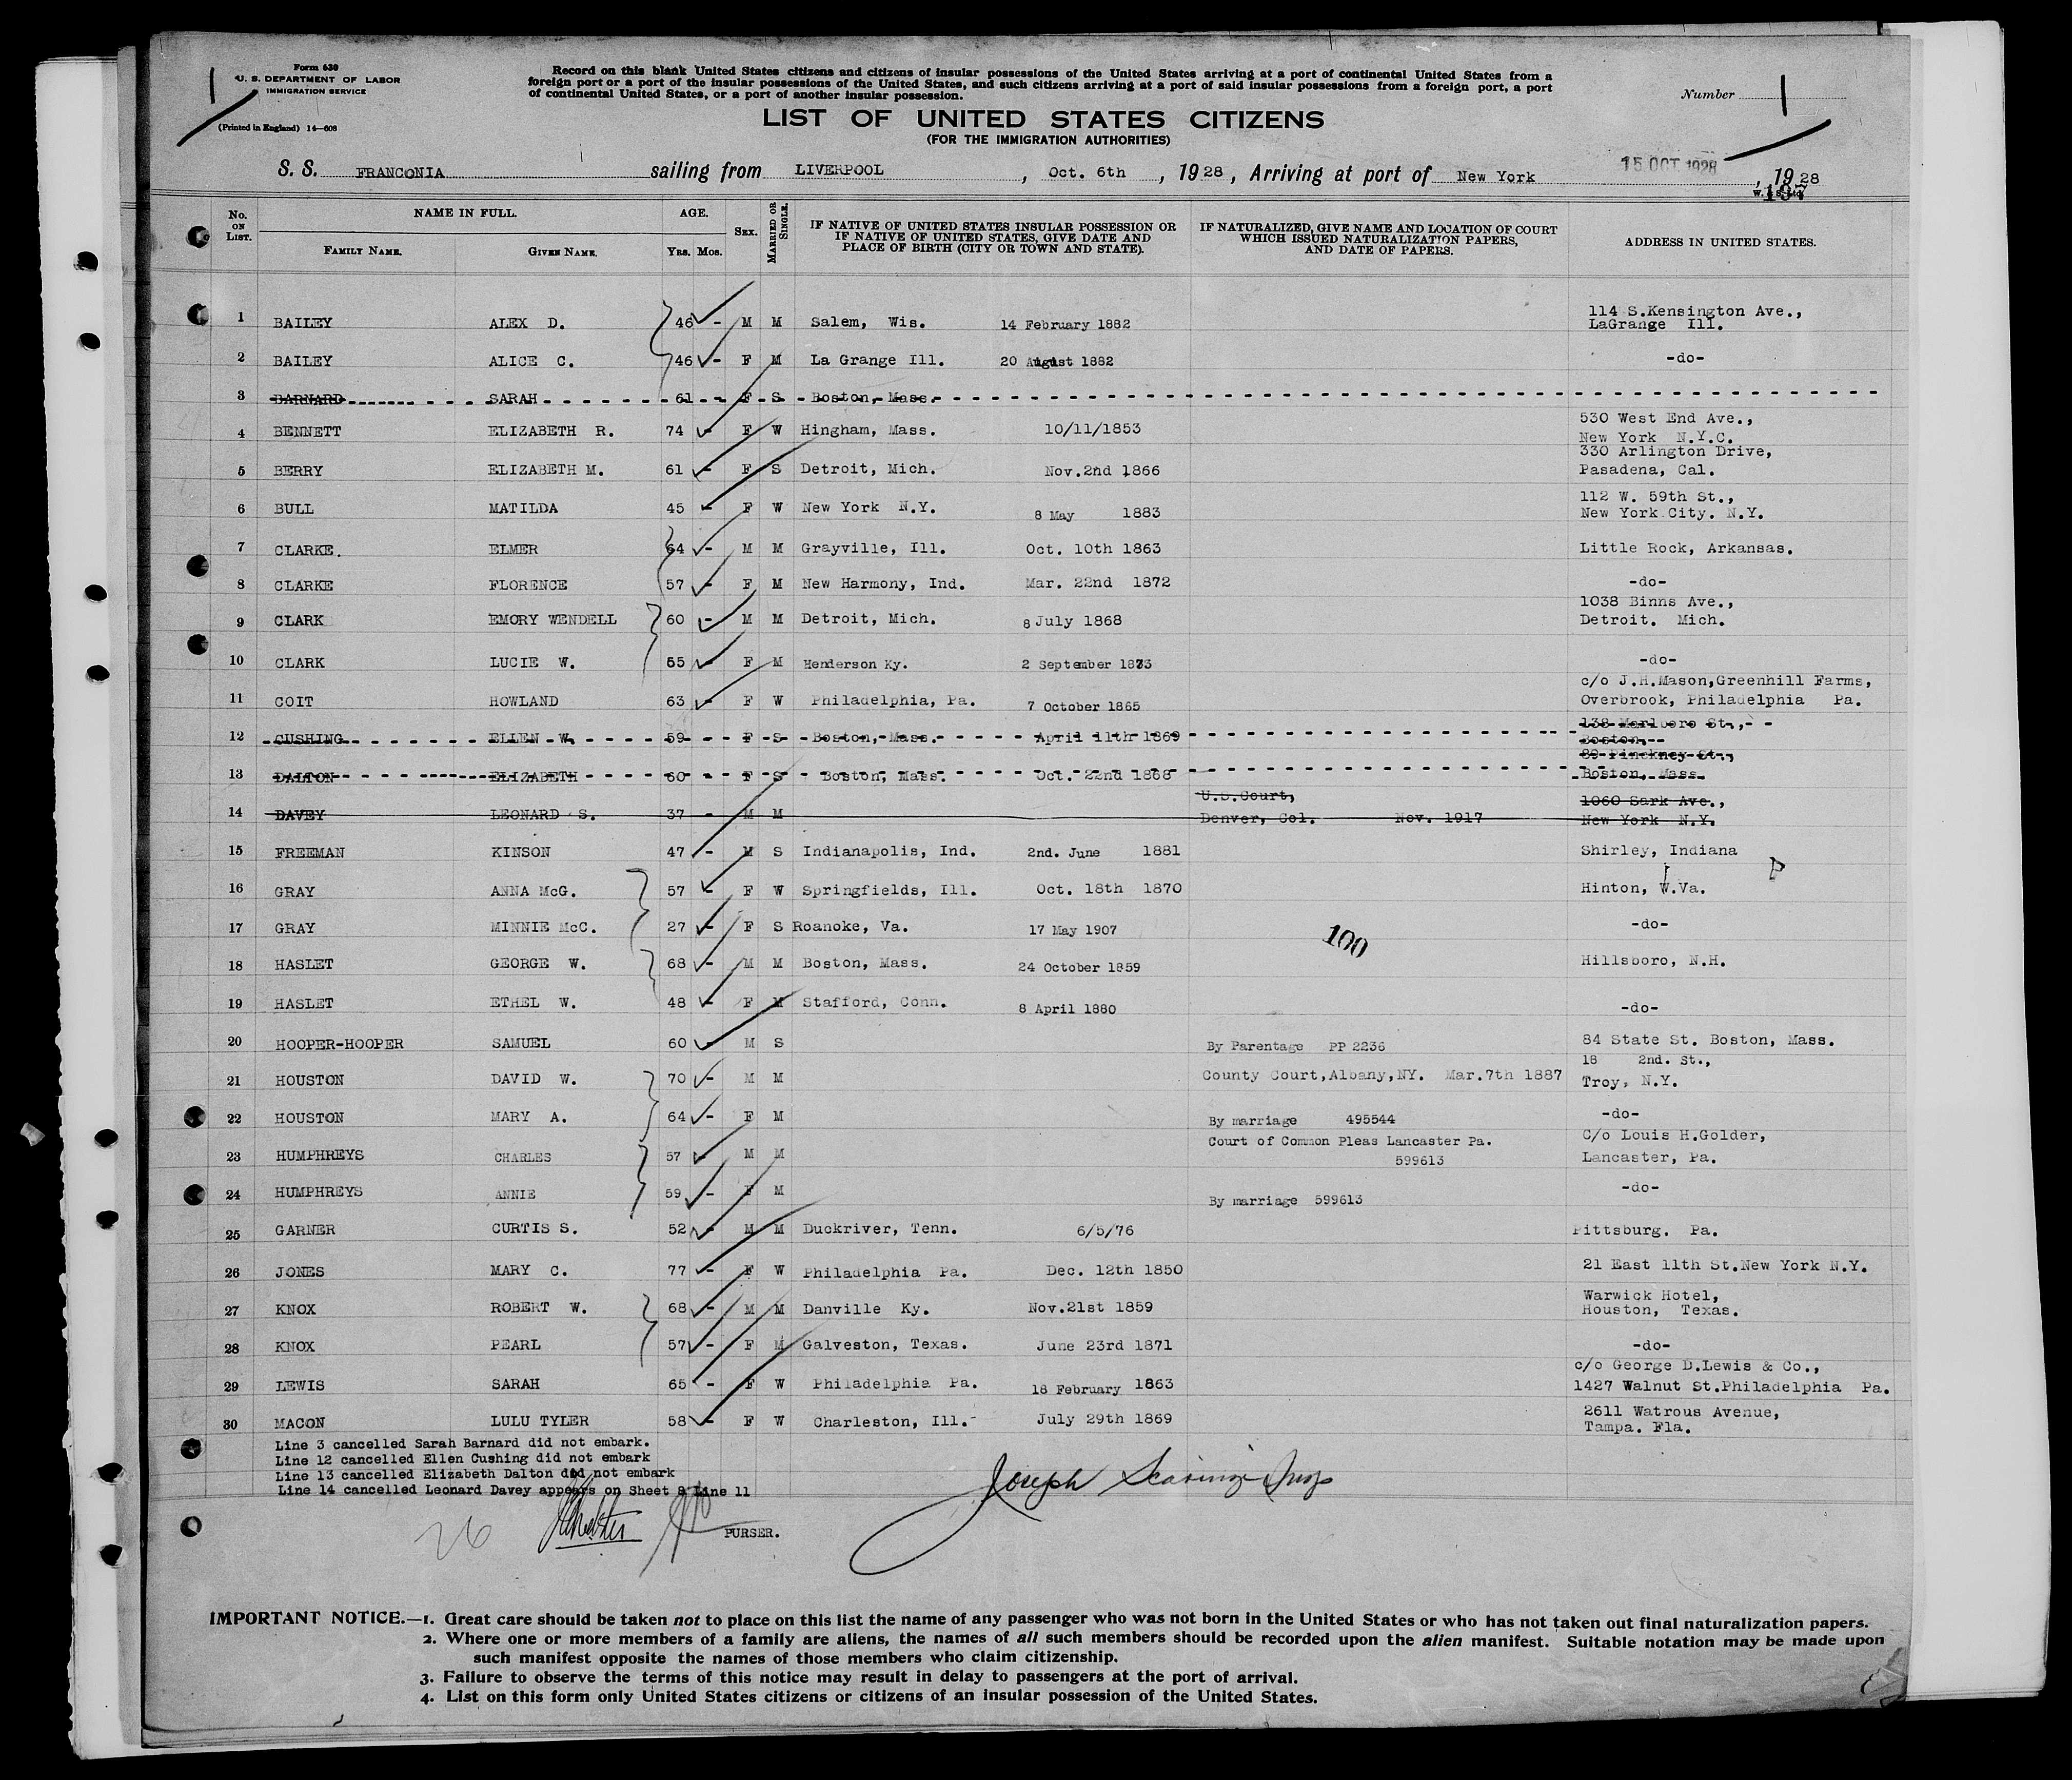 Form 630
U. S. DEPARTMENT OF LABOR
IMMIGRATION SERVICE
(Printed in England) 14—608
Record on this blank United States citizens and citizens of insular possessions of the United States arriving at a port of continental United States from a
foreign port or a port of the insular possessions of the United States, and such citizens arriving at a port of said insular possessions from a foreign port, a port
of continental United States, or a port of another insular possession.
Number 1
LIST OF UNITED STATES CITIZENS
(FOR THE IMMIGRATION AUTHORITIES)
S. S. FRANCONIA sailing from LIVERPOOL, Oct. 6th, 1928, Arriving at port of New York 15 OCT 1928, 1928
197
No. ON LIST. NAME IN FULL. FAMILY NAME. GIVEN NAME. AGE. YRS. MOS. SEX. MARRIED OR SINGLE. IF NATIVE OF UNITED STATES INSULAR POSSESSION OR IF NATIVE OF UNITED STATES, GIVE DATE AND PLACE OF BIRTH (CITY OR TOWN AND STATE). IF NATURALIZED, GIVE NAME AND LOCATION OF COURT WHICH ISSUED NATURALIZATION PAPERS, AND DATE OF PAPERS. ADDRESS IN UNITED STATES.
1 BAILEY ALEX D. 46 - M M Salem, Wis. 14 February 1882 114 S.Kensington Ave., LaGrange Ill.
2 BAILEY ALICE C. 46 - F M La Grange Ill. 20 August 1882 -do-
3 BARNARD SARAH 61 - F S Boston, Mass.
4 BENNETT ELIZABETH R. 74 - F W Hingham, Mass. 10/11/1853 530 West End Ave., New York N.Y.C.
5 BERRY ELIZABETH M. 61 - F S Detroit, Mich. Nov.2nd 1866 330 Arlington Drive, Pasadena, Cal.
6 BULL MATILDA 45 - F W New York N.Y. 8 May 1883 112 W. 59th St., New York City. N.Y.
7 CLARKE. ELMER 64 - M M Grayville, Ill. Oct. 10th 1863 Little Rock, Arkansas.
8 CLARKE FLORENCE 57 - F M New Harmony, Ind. Mar. 22nd 1872 -do-
9 CLARK EMORY WENDELL 60 - M M Detroit, Mich. 8 July 1868 1038 Binns Ave., Detroit. Mich.
10 CLARK LUCIE W. 55 - F M Henderson Ky. 2 September 1873 -do-
11 COIT HOWLAND 63 - F W Philadelphia, Pa. 7 October 1865 c/o J.H.Mason,Greenhill Farms, Overbrook, Philadelphia Pa.
12 CUSHING ELLEN W. 59 - F S Boston, Mass. April 11th 1869 138 Marlboro St., Boston,
13 DALTON ELIZABETH 60 - F S Boston, Mass. Oct. 22nd 1868 89 Pinckney St., Boston, Mass.
14 DAVEY LEONARD S. 37 - M M U.S.Court, Denver, Col. Nov. 1917 1060 Sark Ave., New York N.Y.
15 FREEMAN KINSON 47 - M S Indianapolis, Ind. 2nd. June 1881 Shirley, Indiana
16 GRAY ANNA McG. 57 - F W Springfields, Ill. Oct. 18th 1870 Hinton, W.Va.
17 GRAY MINNIE McC. 27 - F S Roanoke, Va. 17 May 1907 100 -do-
18 HASLET GEORGE W. 68 - M M Boston, Mass. 24 October 1859 Hillsboro, N.H.
19 HASLET ETHEL W. 48 - F M Stafford, Conn. 8 April 1880 -do-
20 HOOPER-HOOPER SAMUEL 60 - M S By Parentage PP 2236 84 State St. Boston, Mass.
21 HOUSTON DAVID W. 70 - M M County Court,Albany,NY. Mar.7th 1887 18 2nd. St., Troy, N.Y.
22 HOUSTON MARY A. 64 - F M By marriage 495544 -do-
23 HUMPHREYS CHARLES 57 - M M Court of Common Pleas Lancaster Pa. 599613 C/o Louis H.Golder, Lancaster, Pa.
24 HUMPHREYS ANNIE 59 - F M By marriage 599613 -do-
25 GARNER CURTIS S. 52 - M M Duckriver, Tenn. 6/5/76 Pittsburg. Pa.
26 JONES MARY C. 77 - F W Philadelphia Pa. Dec. 12th 1850 21 East 11th St.New York N.Y.
27 KNOX ROBERT W. 68 - M M Danville Ky. Nov.21st 1859 Warwick Hotel, Houston, Texas.
28 KNOX PEARL 57 - F M Galveston, Texas. June 23rd 1871 -do-
29 LEWIS SARAH 65 - F W Philadelphia Pa. 18 February 1863 c/o George D.Lewis & Co., 1427 Walnut St.Philadelphia Pa.
30 MACON LULU TYLER 58 - F W Charleston, Ill. July 29th 1869 2611 Watrous Avenue, Tampa. Fla.
Line 3 cancelled Sarah Barnard did not embark.
Line 12 cancelled Ellen Cushing did not embark
Line 13 cancelled Elizabeth Dalton did not embark
Line 14 cancelled Leonard Davey appears on Sheet 8 Line 11
Joseph
26
PURSER.
IMPORTANT NOTICE.—1. Great care should be taken not to place on this list the name of any passenger who was not born in the United States or who has not taken out final naturalization papers.
2. Where one or more members of a family are aliens, the names of all such members should be recorded upon the alien manifest. Suitable notation may be made upon
such manifest opposite the names of those members who claim citizenship.
3. Failure to observe the terms of this notice may result in delay to passengers at the port of arrival.
4. List on this form only United States citizens or citizens of an insular possession of the United States.